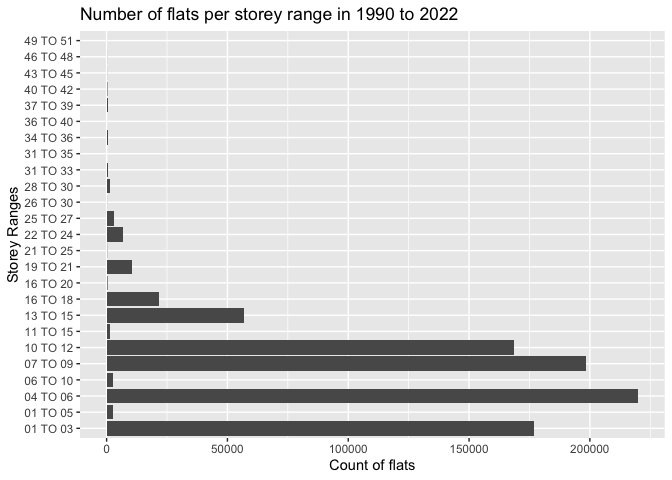 Number of flats per storey range in 1990 to 2022
Storey Ranges
49 TO 51
46 TO 48
43 TO 45
40 TO 42
37 TO 39
36 TO 40
34 TO 36
31 TO 35
31 TO 33
28 TO 30
26 TO 30
25 TO 27
22 TO 24
21 TO 25
19 TO 21
16 TO 20
16 TO 18
13 TO 15
11 TO 15
10 TO 12
07 TO 09
06 TO 10
04 TO 06
01 TO 05
01 TO 03
0 50000 100000 150000 200000
Count of flats